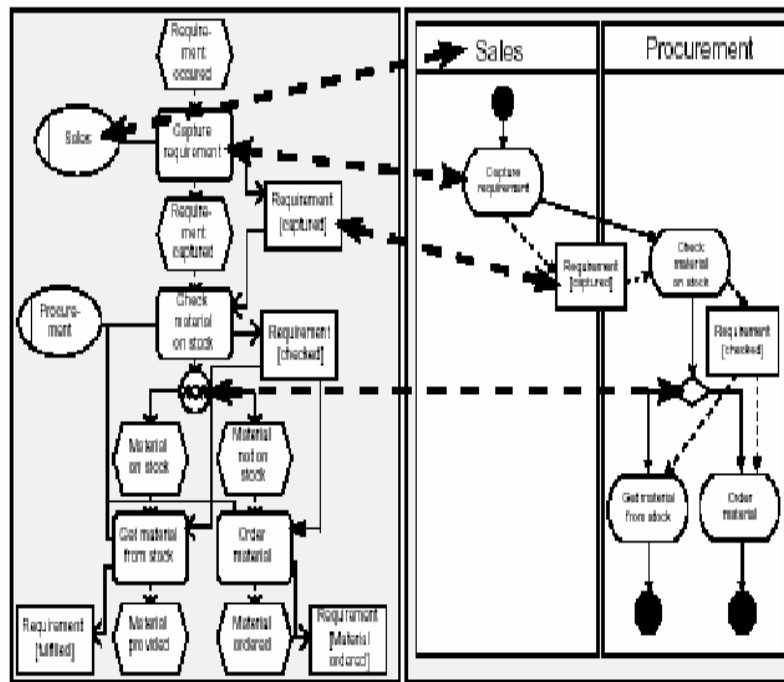 Require-
ment
occured
Sales
Capture
requirement
Require-
ment
captured
Requirement
[captured]
Procure-
ment
Check
material
on stock
Requirement
[checked]
XOR
Material
on stock
Material
not on
stock
Get material
from stock
Order
material
Requirement
[fulfilled]
Material
provided
Material
ordered
Requirement
[Material
ordered]
Sales
Procurement
Capture
requirement
Requirement
[captured]
Check
material
on stock
Requirement
[checked]
Get material
from stock
Order
material